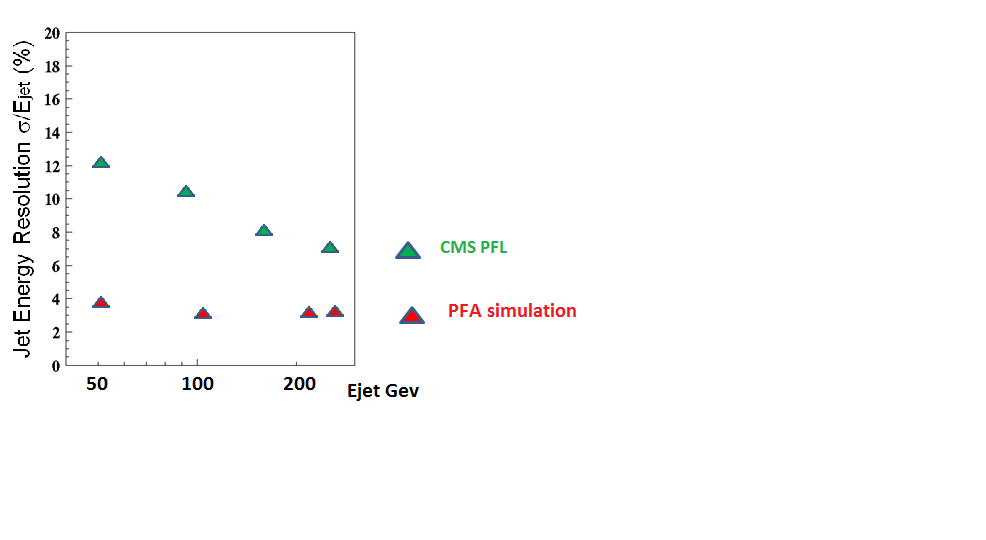 Jet Energy Resolution σ/Ejet (%)
20
18
16
14
12
10
8
6
4
2
0
50 100 200
Ejet Gev
CMS PFL
PFA simulation